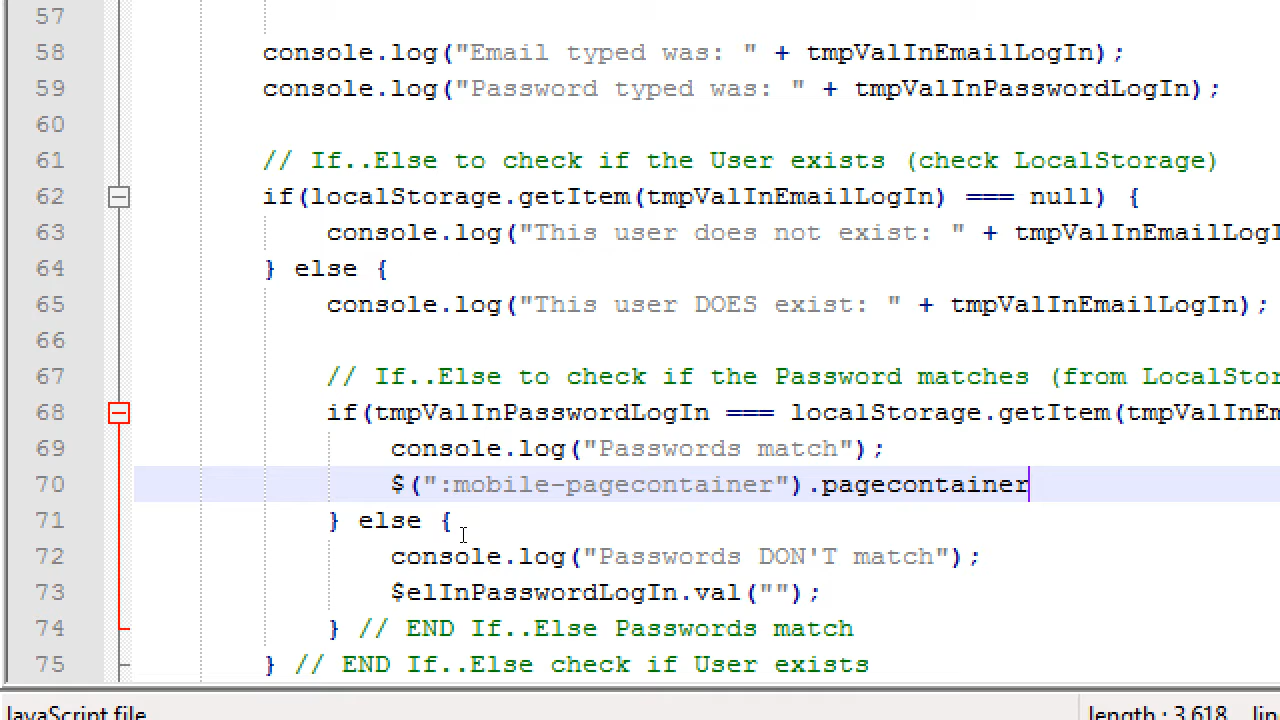 57
58 console.log("Email typed was: " + tmpValInEmailLogIn);
59 console.log("Password typed was: " + tmpValInPasswordLogIn);
60
61 // If..Else to check if the User exists (check LocalStorage)
62 if(localStorage.getItem(tmpValInEmailLogIn) === null) {
63 console.log("This user does not exist: " + tmpValInEmailLogI
64 } else {
65 console.log("This user DOES exist: " + tmpValInEmailLogIn);
66
67 // If..Else to check if the Password matches (from LocalStor
68 if(tmpValInPasswordLogIn === localStorage.getItem(tmpValInEm
69 console.log("Passwords match");
70 $(":mobile-pagecontainer").pagecontainer
71 } else {
72 console.log("Passwords DON'T match");
73 $elInPasswordLogIn.val("");
74 } // END If..Else Passwords match
75 } // END If..Else check if User exists
JavaScript file length : 3,618 lin